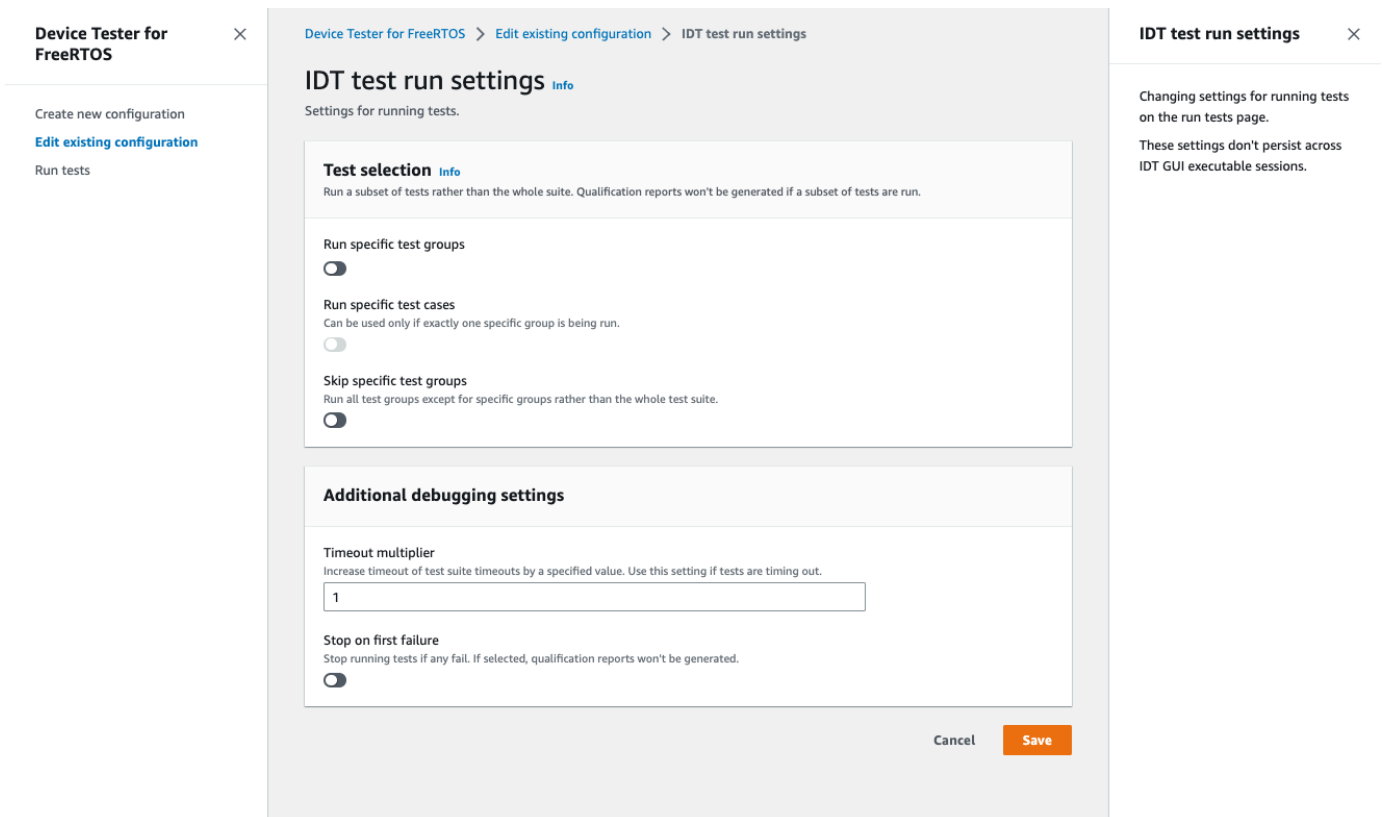 Device Tester for
FreeRTOS
Create new configuration
Edit existing configuration
Run tests
Device Tester for FreeRTOS > Edit existing configuration > IDT test run settings
IDT test run settings Info
Settings for running tests.
Test selection Info
Run a subset of tests rather than the whole suite. Qualification reports won't be generated if a subset of tests are run.
Run specific test groups
Run specific test cases
Can be used only if exactly one specific group is being run.
Skip specific test groups
Run all test groups except for specific groups rather than the whole test suite.
Additional debugging settings
Timeout multiplier
Increase timeout of test suite timeouts by a specified value. Use this setting if tests are timing out.
1
Stop on first failure
Stop running tests if any fail. If selected, qualification reports won't be generated.
Cancel Save
IDT test run settings
Changing settings for running tests
on the run tests page.
These settings don't persist across
IDT GUI executable sessions.